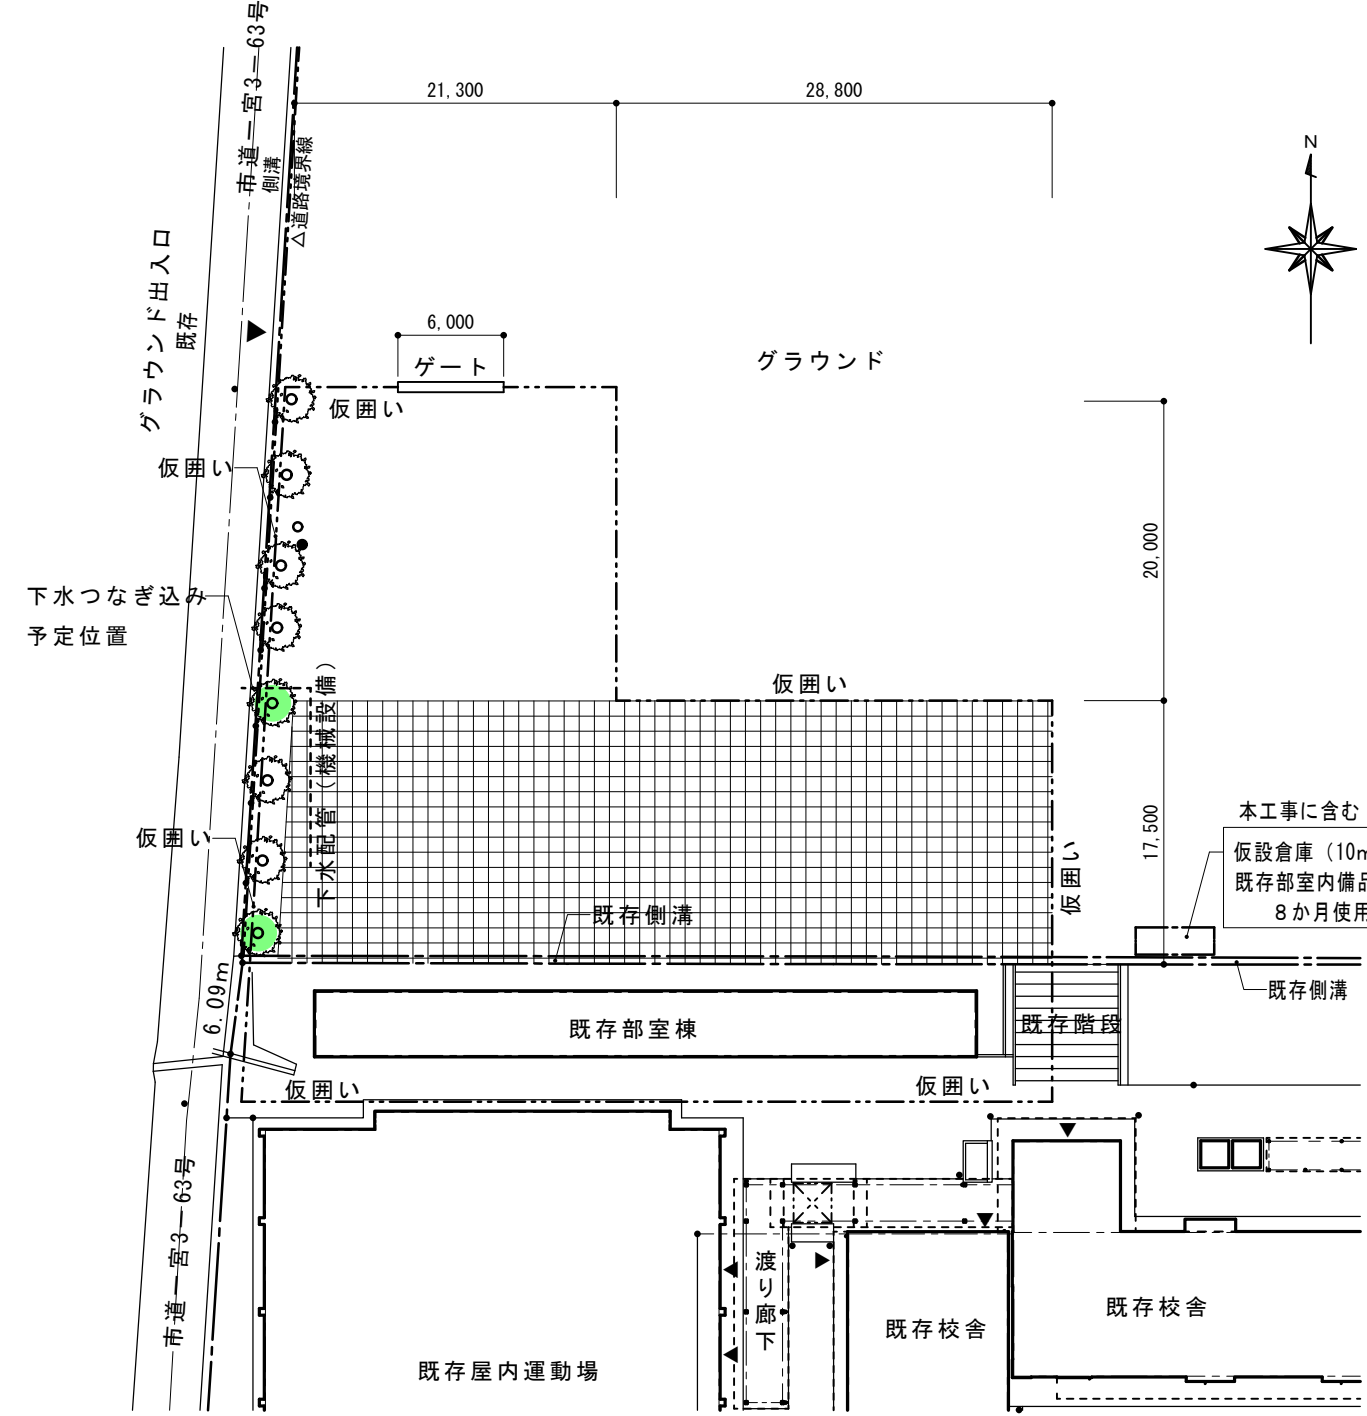 市道一宮3－63号
側溝
△道路境界線
21,300
28,800
N
グラウンド出入口
既存
6,000
ゲート
仮囲い
グラウンド
仮囲い
20,000
下水つなぎ込み
予定位置
下水配管（機械設備）
仮囲い
17,500
本工事に含む
仮設倉庫（10m
既存部室内備品
8か月使用
仮囲い
仮囲い
既存側溝
既存側溝
6.09m
既存部室棟
既存階段
仮囲い
仮囲い
市道一宮3－63号
渡り廊下
既存校舎
既存校舎
既存屋内運動場